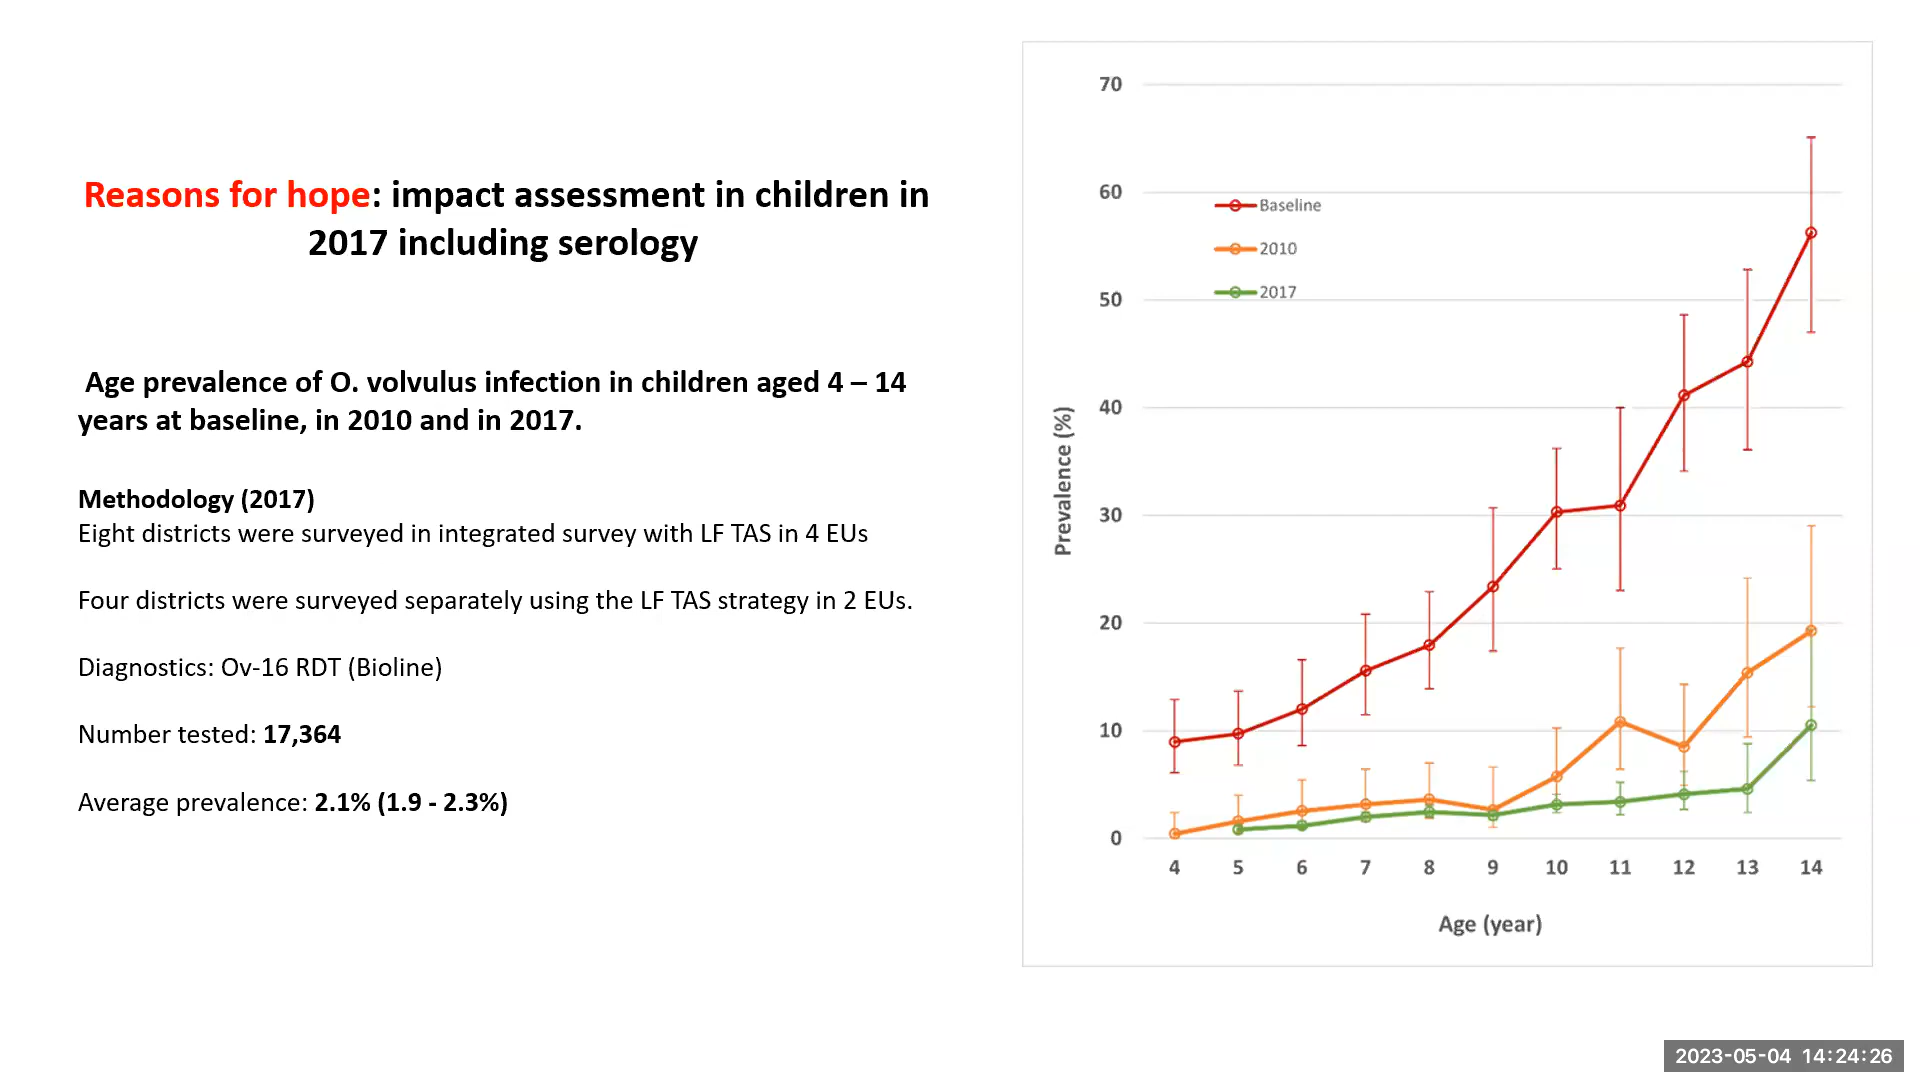 Reasons for hope: impact assessment in children in
2017 including serology
Age prevalence of O. volvulus infection in children aged 4 – 14
years at baseline, in 2010 and in 2017.
Methodology (2017)
Eight districts were surveyed in integrated survey with LF TAS in 4 EUs
Four districts were surveyed separately using the LF TAS strategy in 2 EUs.
Diagnostics: Ov-16 RDT (Bioline)
Number tested: 17,364
Average prevalence: 2.1% (1.9 - 2.3%)
Prevalence (%)
70
60
50
40
30
20
10
0
Baseline
2010
2017
4 5 6 7 8 9 10 11 12 13 14
Age (year)
2023-05-04 14:24:26